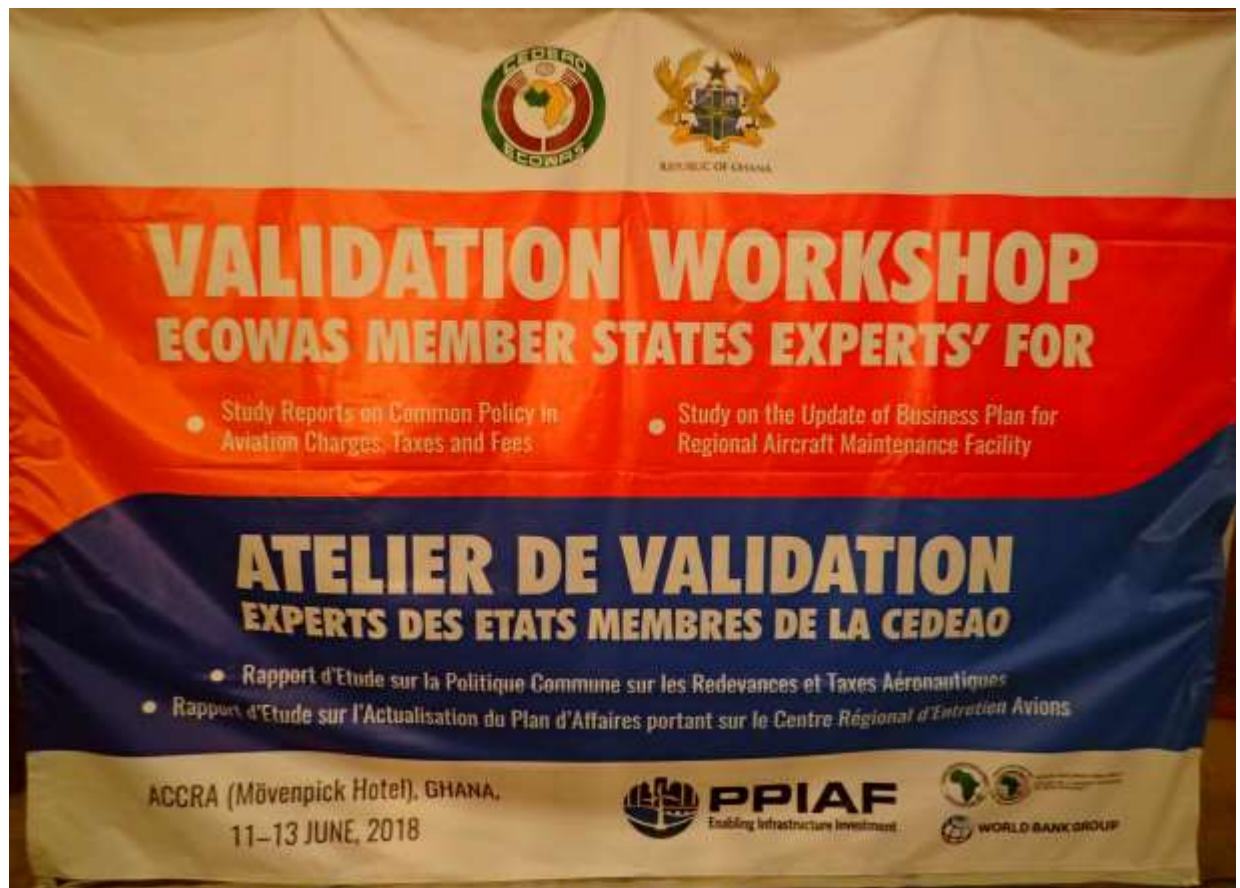 CEDEAO
ECOWAS
REPUBLIC OF GHANA
VALIDATION WORKSHOP
ECOWAS MEMBER STATES EXPERTS’ FOR
• Study Reports on Common Policy in
Aviation Charges, Taxes and Fees
• Study on the Update of Business Plan for
Regional Aircraft Maintenance Facility
ATELIER DE VALIDATION
EXPERTS DES ETATS MEMBRES DE LA CEDEAO
• Rapport d'Etude sur la Politique Commune sur les Redevances et Taxes Aéronautiques
• Rapport d'Etude sur l'Actualisation du Plan d'Affaires portant sur le Centre Régional d'Entretien Avions
ACCRA (Mövenpick Hotel), GHANA,
11–13 JUNE, 2018
PPIAF
Enabling Infrastructure Investment
WORLD BANK GROUP